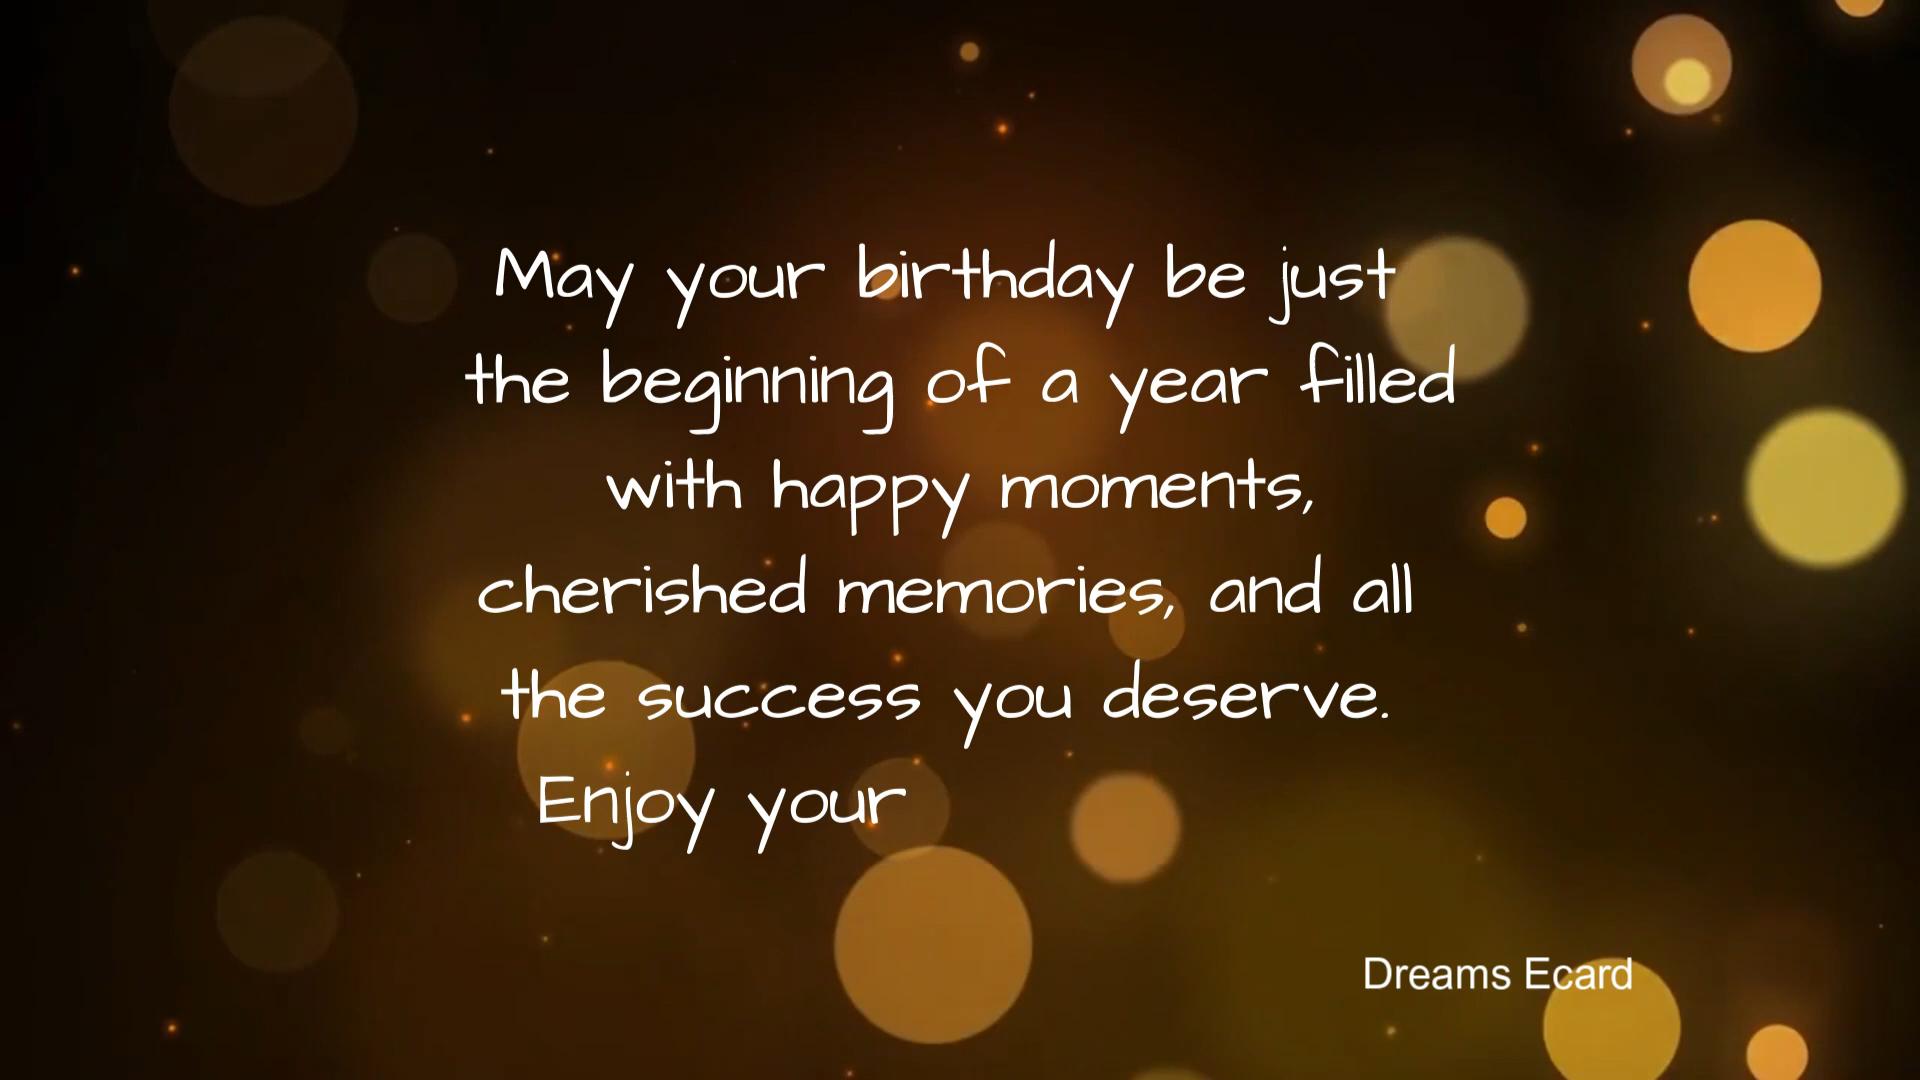 May your birthday be just
the beginning of a year filled
with happy moments,
cherished memories, and all
the success you deserve.
Enjoy your
Dreams Ecard